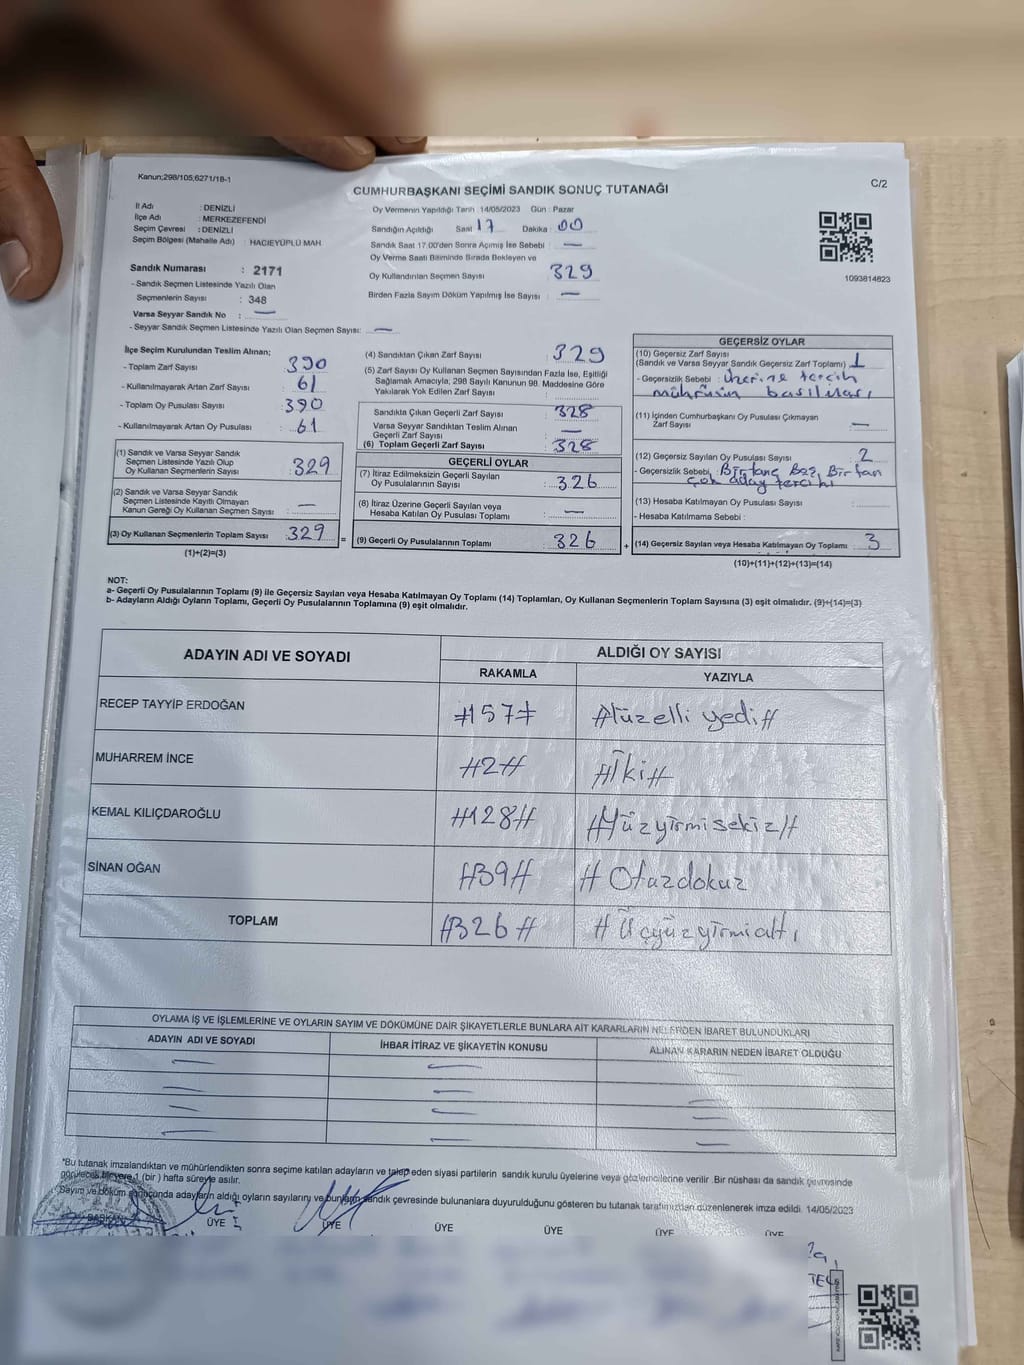 Kanun;298/105;6271/18-1
C/2
CUMHURBAŞKANI SEÇİMİ SANDIK SONUÇ TUTANAĞI
İl Adı : DENİZLİ
İlçe Adı : MERKEZEFENDİ
Seçim Çevresi : DENİZLİ
Seçim Bölgesi (Mahalle Adı) : HACIEYÜPLÜ MAH
Sandık Numarası : 2171
- Sandık Seçmen Listesinde Yazılı Olan
Seçmenlerin Sayısı : 348
Varsa Seyyar Sandık No : —
- Seyyar Sandık Seçmen Listesinde Yazılı Olan Seçmen Sayısı: —
Oy Vermenin Yapıldığı Tarih : 14/05/2023 Gün : Pazar
Sandığın Açıldığı Saat 17 Dakika : 00
Sandık Saat 17.00'den Sonra Açılmış İse Sebebi : —
Oy Verme Saati Bitiminde Sırada Bekleyen ve
Oy Kullandırılan Seçmen Sayısı 329
Birden Fazla Sayım Döküm Yapılmış İse Sayısı : —
1093814623
İlçe Seçim Kurulundan Teslim Alınan;
- Toplam Zarf Sayısı : 390
- Kullanılmayarak Artan Zarf Sayısı : 61
- Toplam Oy Pusulası Sayısı : 390
- Kullanılmayarak Artan Oy Pusulası : 61
(1) Sandık ve Varsa Seyyar Sandık
Seçmen Listesinde Yazılı Olup
Oy Kullanan Seçmenlerin Sayısı : 329
(2) Sandık ve Varsa Seyyar Sandık
Seçmen Listesinde Kayıtlı Olmayan
Kanun Gereği Oy Kullanan Seçmen Sayısı : —
(3) Oy Kullanan Seçmenlerin Toplam Sayısı : 329
(1)+(2)=(3)
(4) Sandıktan Çıkan Zarf Sayısı : 329
(5) Zarf Sayısı Oy Kullanan Seçmen Sayısından Fazla İse, Eşitliği
Sağlamak Amacıyla, 298 Sayılı Kanunun 98. Maddesine Göre
Yakılarak Yok Edilen Zarf Sayısı :
Sandıkta Çıkan Geçerli Zarf Sayısı : 328
Varsa Seyyar Sandıktan Teslim Alınan
Geçerli Zarf Sayısı : —
(6) Toplam Geçerli Zarf Sayısı : 328
GEÇERLİ OYLAR
(7) İtiraz Edilmeksizin Geçerli Sayılan
Oy Pusulalarının Sayısı : 326
(8) İtiraz Üzerine Geçerli Sayılan veya
Hesaba Katılan Oy Pusulası Toplamı : —
= (9) Geçerli Oy Pusulalarının Toplamı : 326
GEÇERSİZ OYLAR
(10) Geçersiz Zarf Sayısı
(Sandık ve Varsa Seyyar Sandık Geçersiz Zarf Toplamı) : 1
- Geçersizlik Sebebi : Üzerine tercih
mührünün basılması
(11) İçinden Cumhurbaşkanı Oy Pusulası Çıkmayan
Zarf Sayısı : —
(12) Geçersiz Sayılan Oy Pusulası Sayısı : 2
- Geçersizlik Sebebi : Bir tane Boş, Bir
çok aday tercihi
(13) Hesaba Katılmayan Oy Pusulası Sayısı :
- Hesaba Katılmama Sebebi :
+ (14) Geçersiz Sayılan veya Hesaba Katılmayan Oy Toplamı : 3
(10)+(11)+(12)+(13)=(14)
NOT:
a- Geçerli Oy Pusulalarının Toplamı (9) ile Geçersiz Sayılan veya Hesaba Katılmayan Oy Toplamı (14) Toplamları, Oy Kullanan Seçmenlerin Toplam Sayısına (3) eşit olmalıdır. (9)+(14)=(3)
b- Adayların Aldığı Oyların Toplamı, Geçerli Oy Pusulalarının Toplamına (9) eşit olmalıdır.
ADAYIN ADI VE SOYADI
ALDIĞI OY SAYISI
RAKAMLA
YAZIYLA
RECEP TAYYİP ERDOĞAN #157# #Yüzelli yedi#
MUHARREM İNCE #2# #İki#
KEMAL KILIÇDAROĞLU #128# #Yüzyirmisekiz#
SİNAN OĞAN #39# # Otuzdokuz
TOPLAM #326# # Üçyüzyirmialtı
OYLAMA İŞ VE İŞLEMLERİNE VE OYLARIN SAYIM VE DÖKÜMÜNE DAİR ŞİKAYETLERLE BUNLARA AİT KARARLARIN NELERDEN İBARET BULUNDUKLARI
ADAYIN ADI VE SOYADI
İHBAR İTİRAZ VE ŞİKAYETİN KONUSU
ALINAN KARARIN NEDEN İBARET OLDUĞU
*Bu tutanak imzalandıktan ve mühürlendikten sonra seçime katılan adayların ve talep eden siyasi partilerin sandık kurulu üyelerine veya gözlemcilerine verilir. Bir nüshası da sandık çevresinde
görülecek bir yere 1 (bir) hafta süreyle asılır.
Sayım ve döküm sonucunda adayların aldığı oyların sayılarını ve bunların sandık çevresinde bulunanlara duyurulduğunu gösteren bu tutanak tarafımızdan düzenlenerek imza edildi. 14/05/2023
BAŞKAN
ÜYE
ÜYE
ÜYE
ÜYE
ÜYE
ÜYE